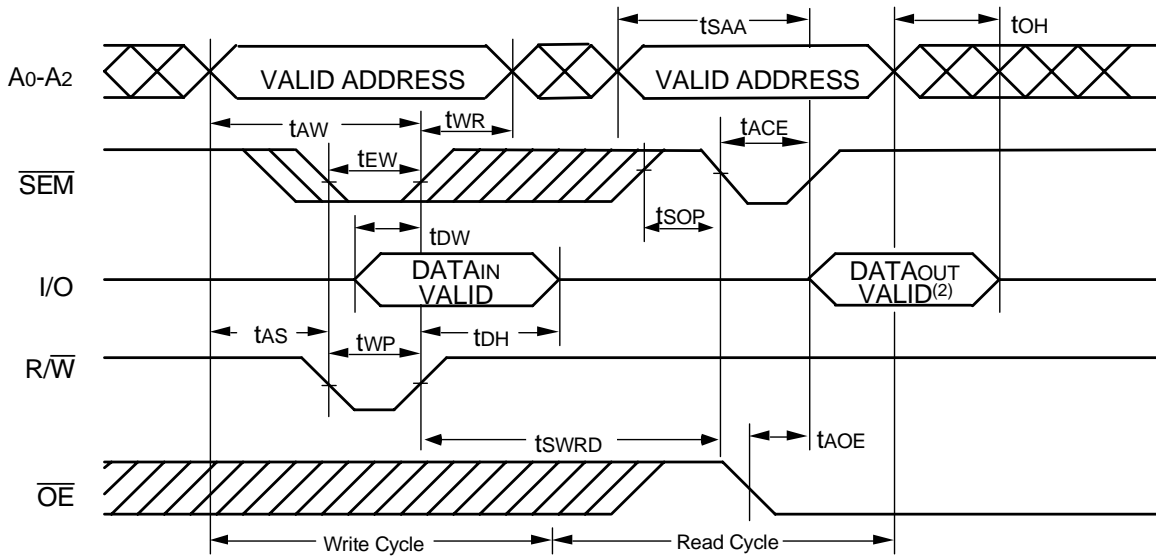 tSAA
tOH
A0-A2
VALID ADDRESS
VALID ADDRESS
tAW
tWR
tACE
tEW
SEM
tSOP
tDW
I/O
DATAIN
VALID
DATAOUT
VALID(2)
tAS
tWP
tDH
R/W
tSWRD
tAOE
OE
Write Cycle
Read Cycle